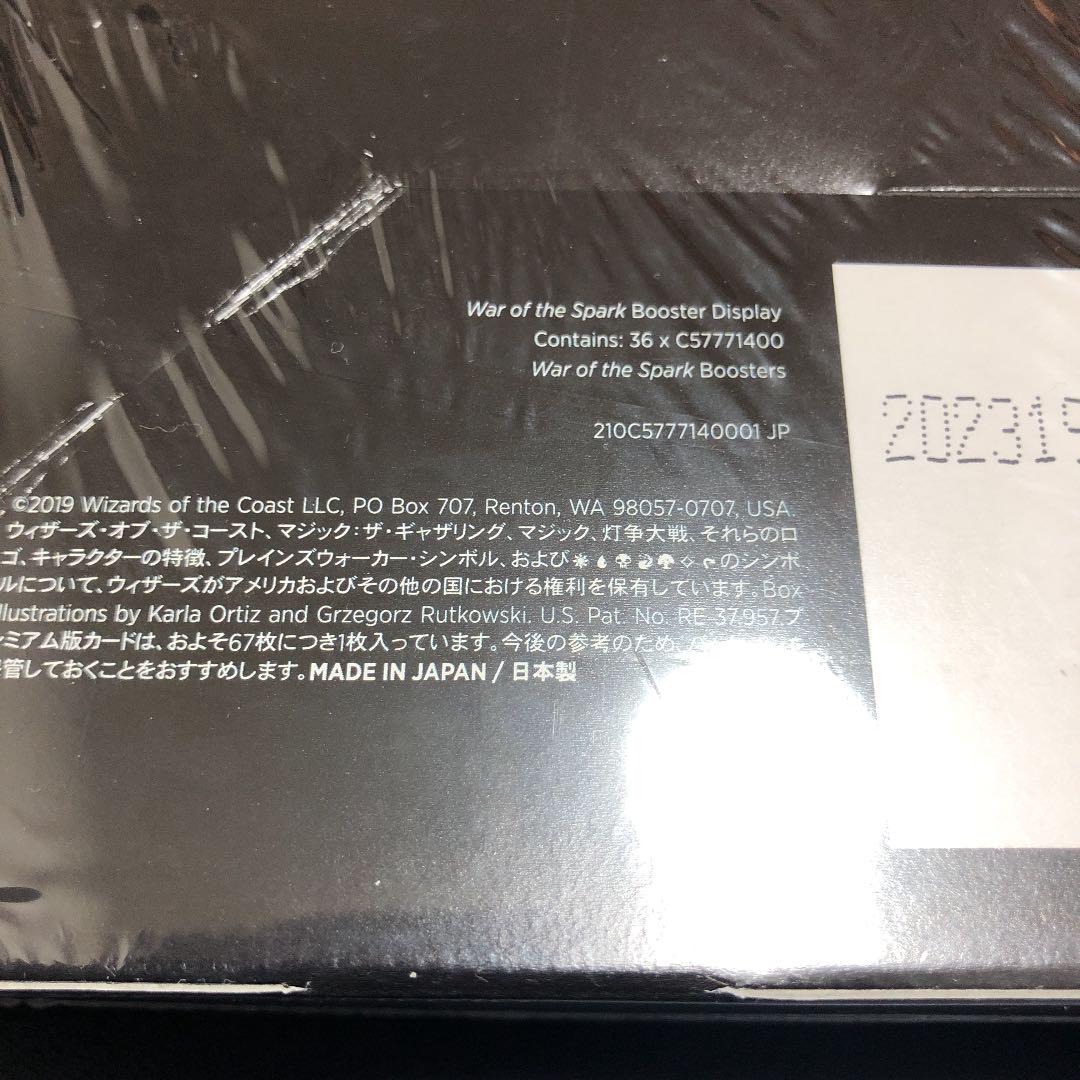 War of the Spark Booster Display
Contains: 36 x C57771400
War of the Spark Boosters
210C5777140001 JP
202319
©2019 Wizards of the Coast LLC, PO Box 707, Renton, WA 98057-0707, USA.
ウィザーズ・オブ・ザ・コースト、マジック:ザ・ギャザリング、マジック、灯争大戦、それらのロ
ゴ、キャラクターの特徴、プレインズウォーカー・シンボル、および のシンボ
ルについて、ウィザーズがアメリカおよびその他の国における権利を保有しています。Box
Illustrations by Karla Ortiz and Grzegorz Rutkowski. U.S. Pat. No. RE 37,957.プ
レミアム版カードは、およそ67枚につき1枚入っています。今後の参考のため、
管しておくことをおすすめします。MADE IN JAPAN / 日本製